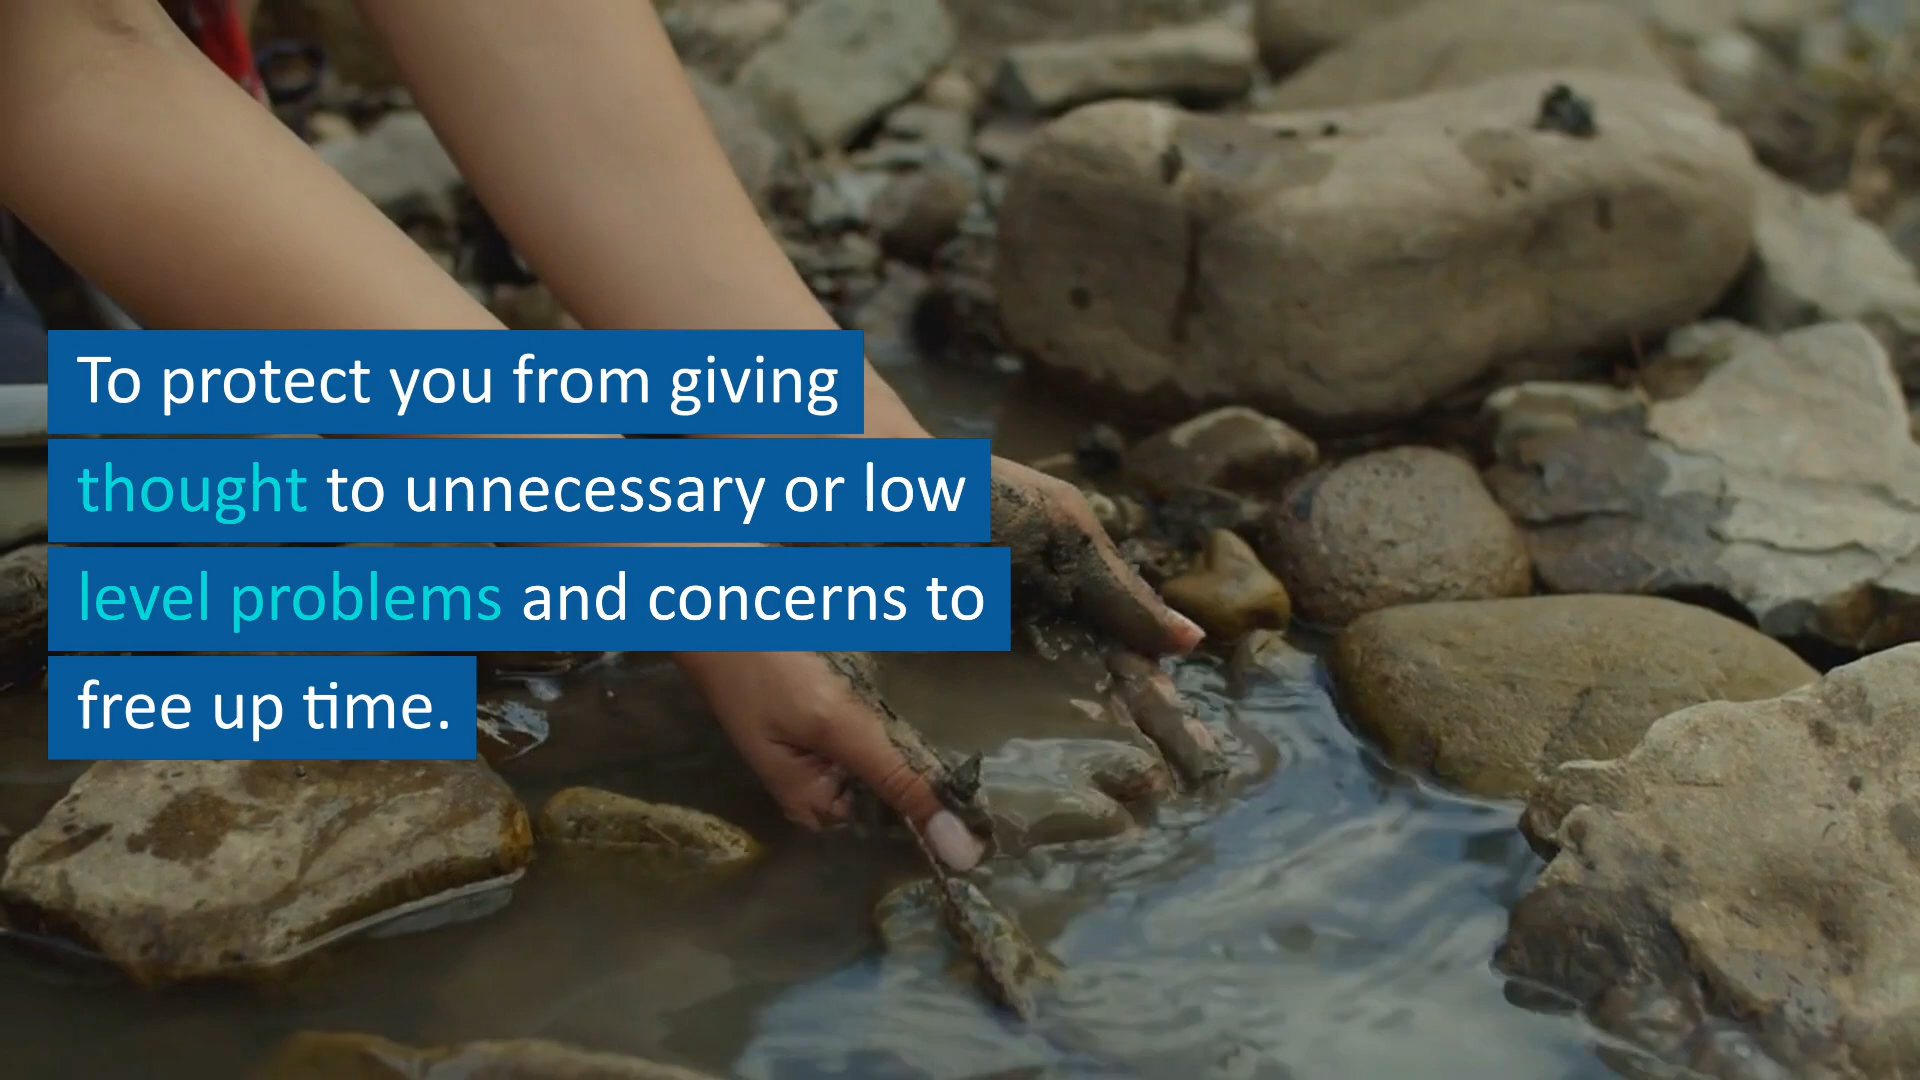 To protect you from giving
thought to unnecessary or low
level problems and concerns to
free up time.